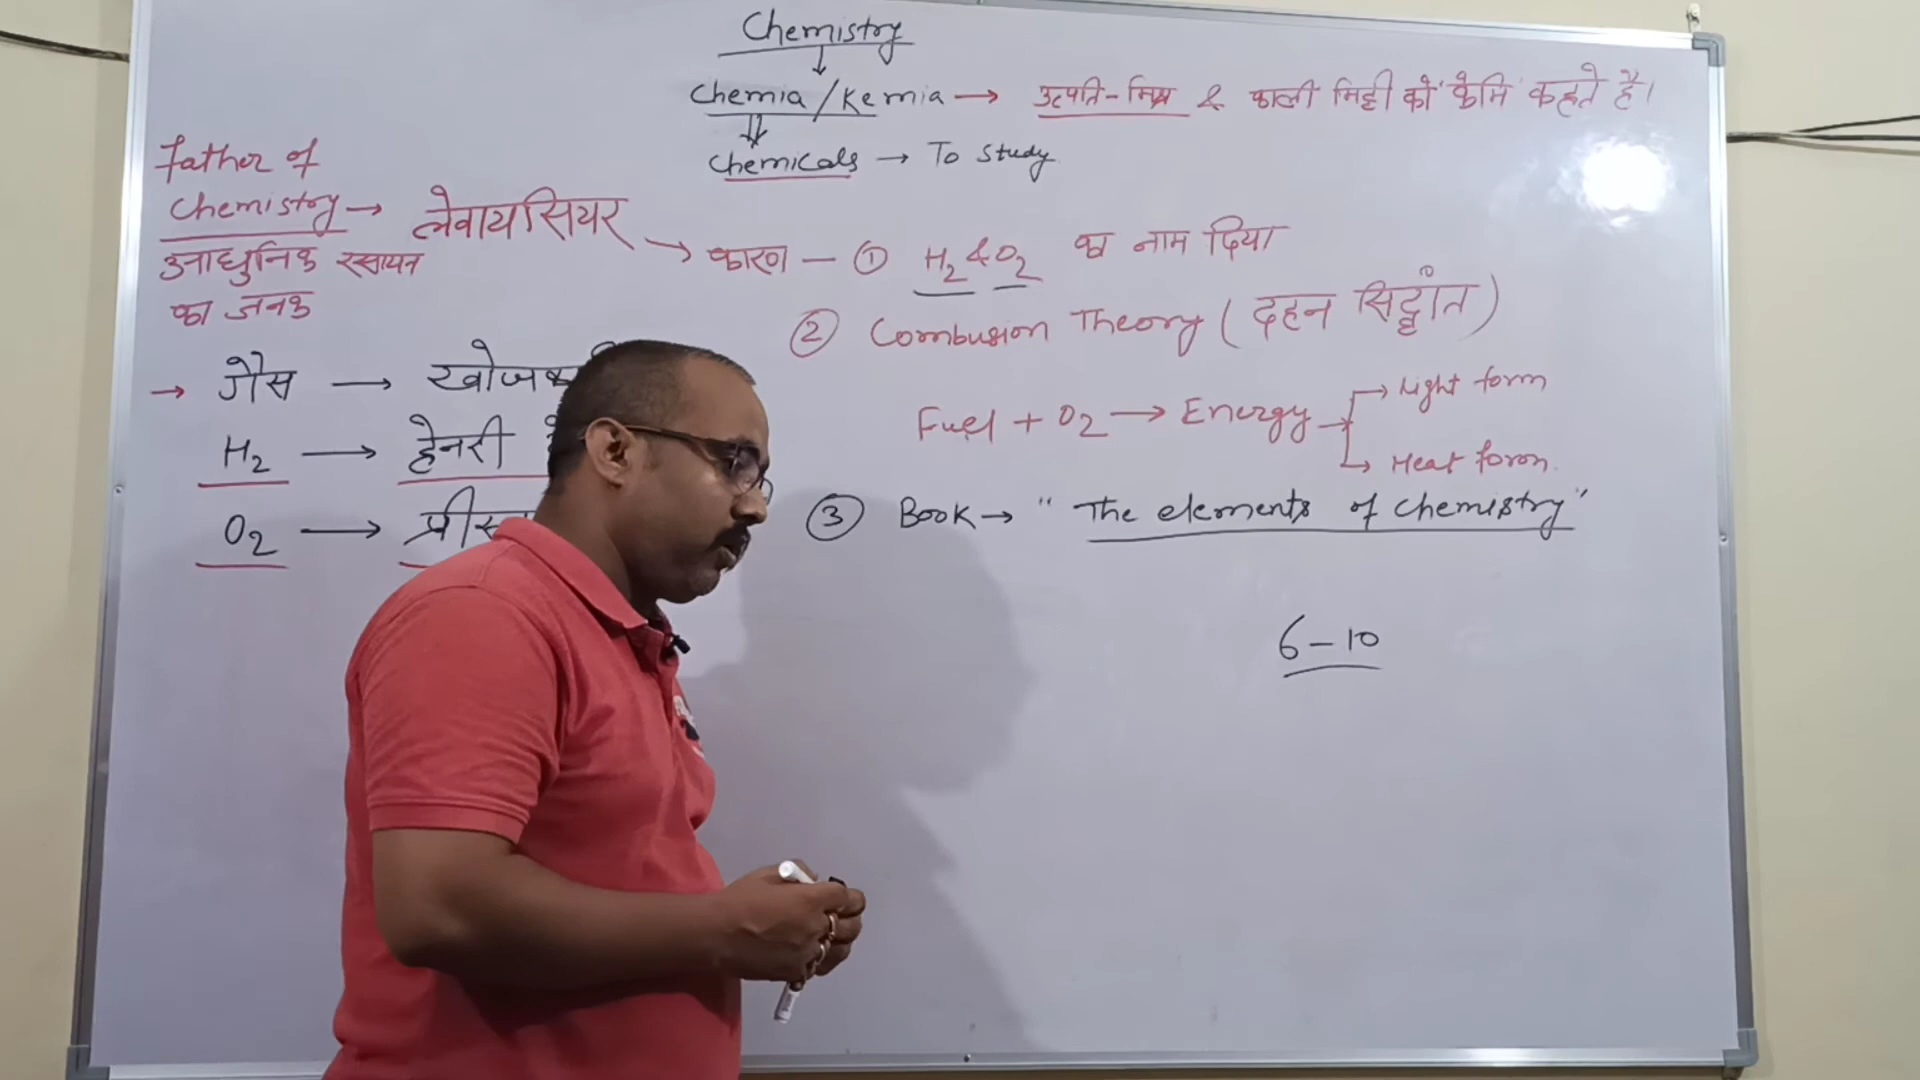 Chemistry
Chemia / Kemia → उत्पति - मिस्र & काली मिट्टी को "केमि" कहते है।
Chemicals → To study
Father of
Chemistry → लेवायसियर → कारण - ① H₂ & O₂ का नाम दिया
आधुनिक रसायन
का जनक
② Combusion Theory ( दहन सिद्धांत )
→ गैस →
H₂ → हेनरी
O₂ →
Fuel + O₂ → Energy → Light form
→ Heat form.
③ Book → "The elements of chemistry"
6 - 10